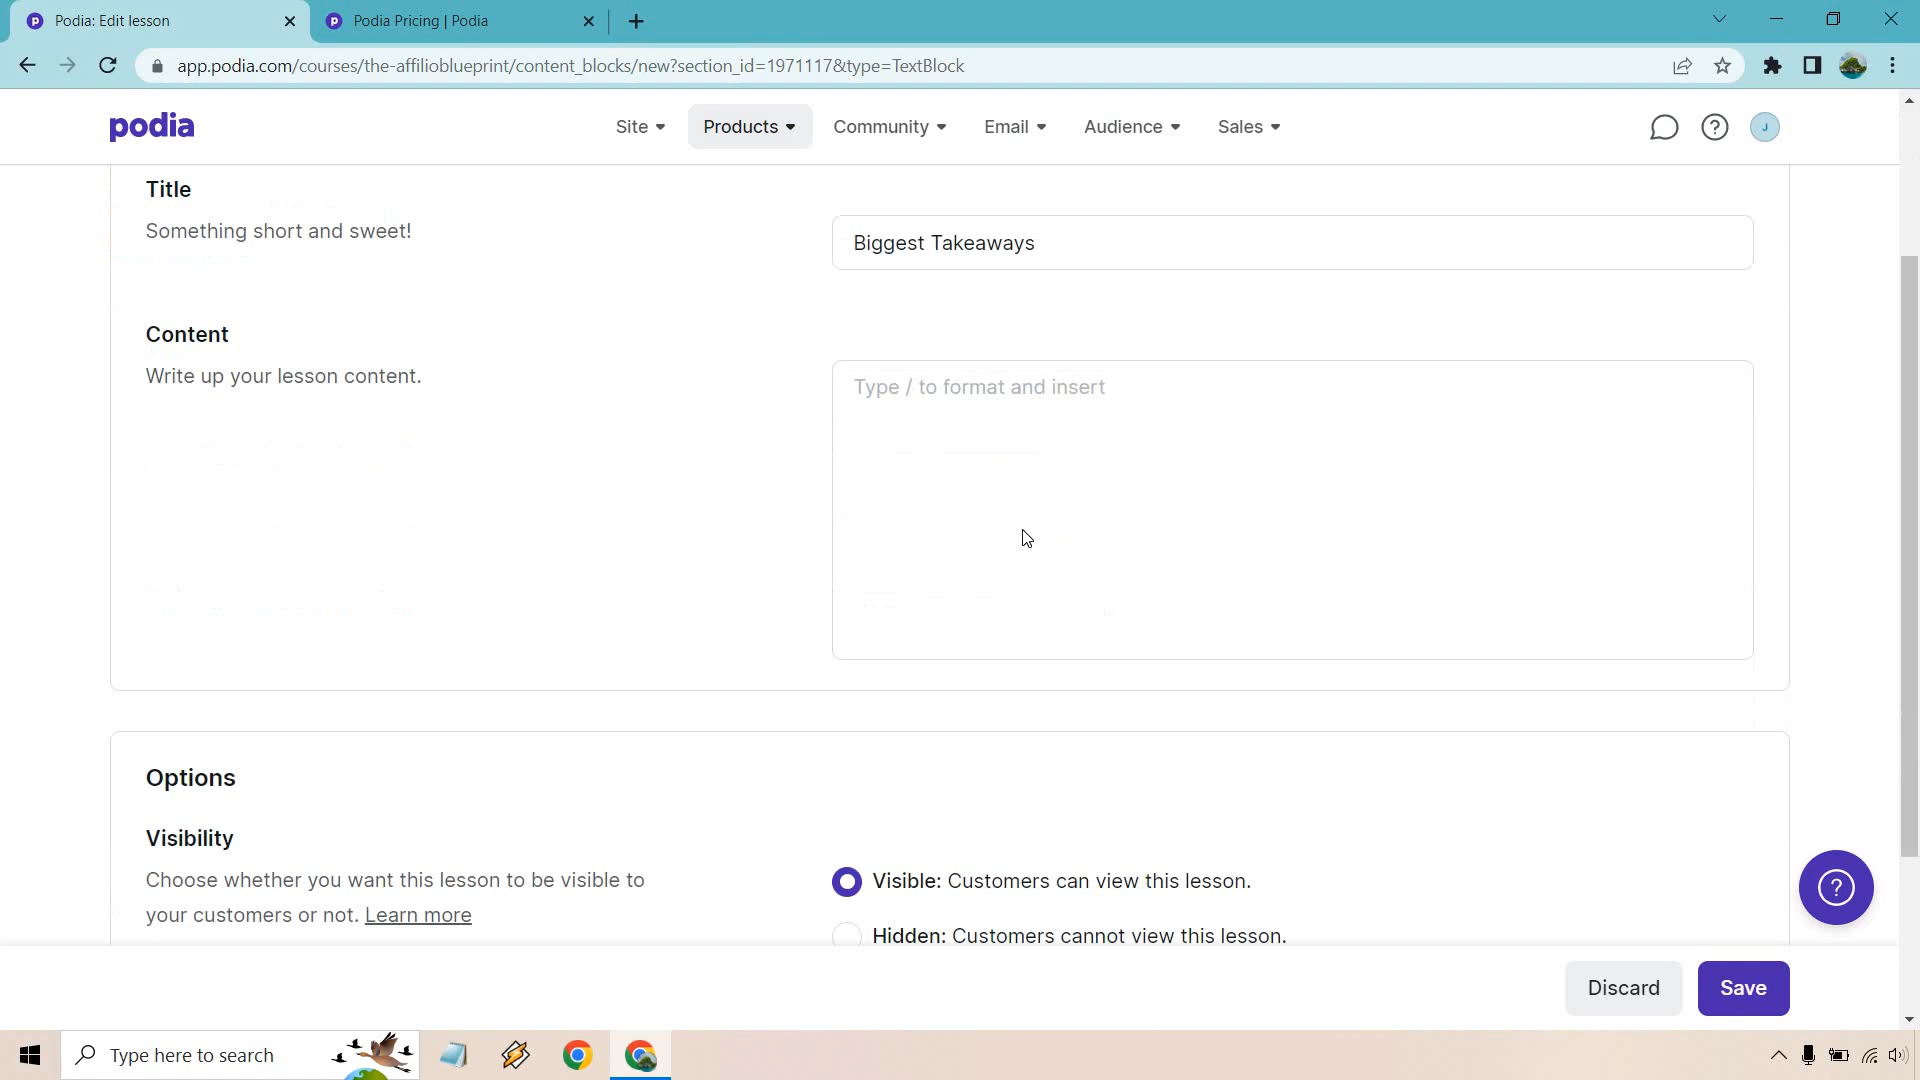 Podia: Edit lesson
Podia Pricing | Podia
app.podia.com/courses/the-affilioblueprint/content_blocks/new?section_id=1971117&type=TextBlock
podia
Site
Products
Community
Email
Audience
Sales
J
Title
Something short and sweet!
Biggest Takeaways
Content
Write up your lesson content.
Type / to format and insert
Options
Visibility
Choose whether you want this lesson to be visible to
your customers or not. Learn more
Visible: Customers can view this lesson.
Hidden: Customers cannot view this lesson.
Discard
Save
Type here to search